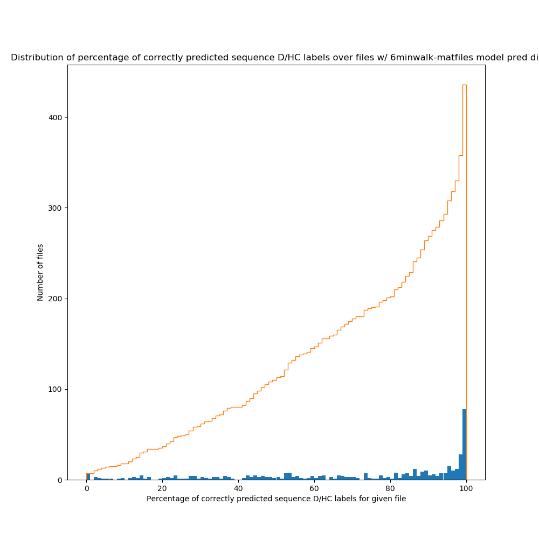 Distribution of percentage of correctly predicted sequence D/HC labels over files w/ 6minwalk-matfiles model pred di
400
300
200
100
0
Number of files
0 20 40 60 80 100
Percentage of correctly predicted sequence D/HC labels for given file